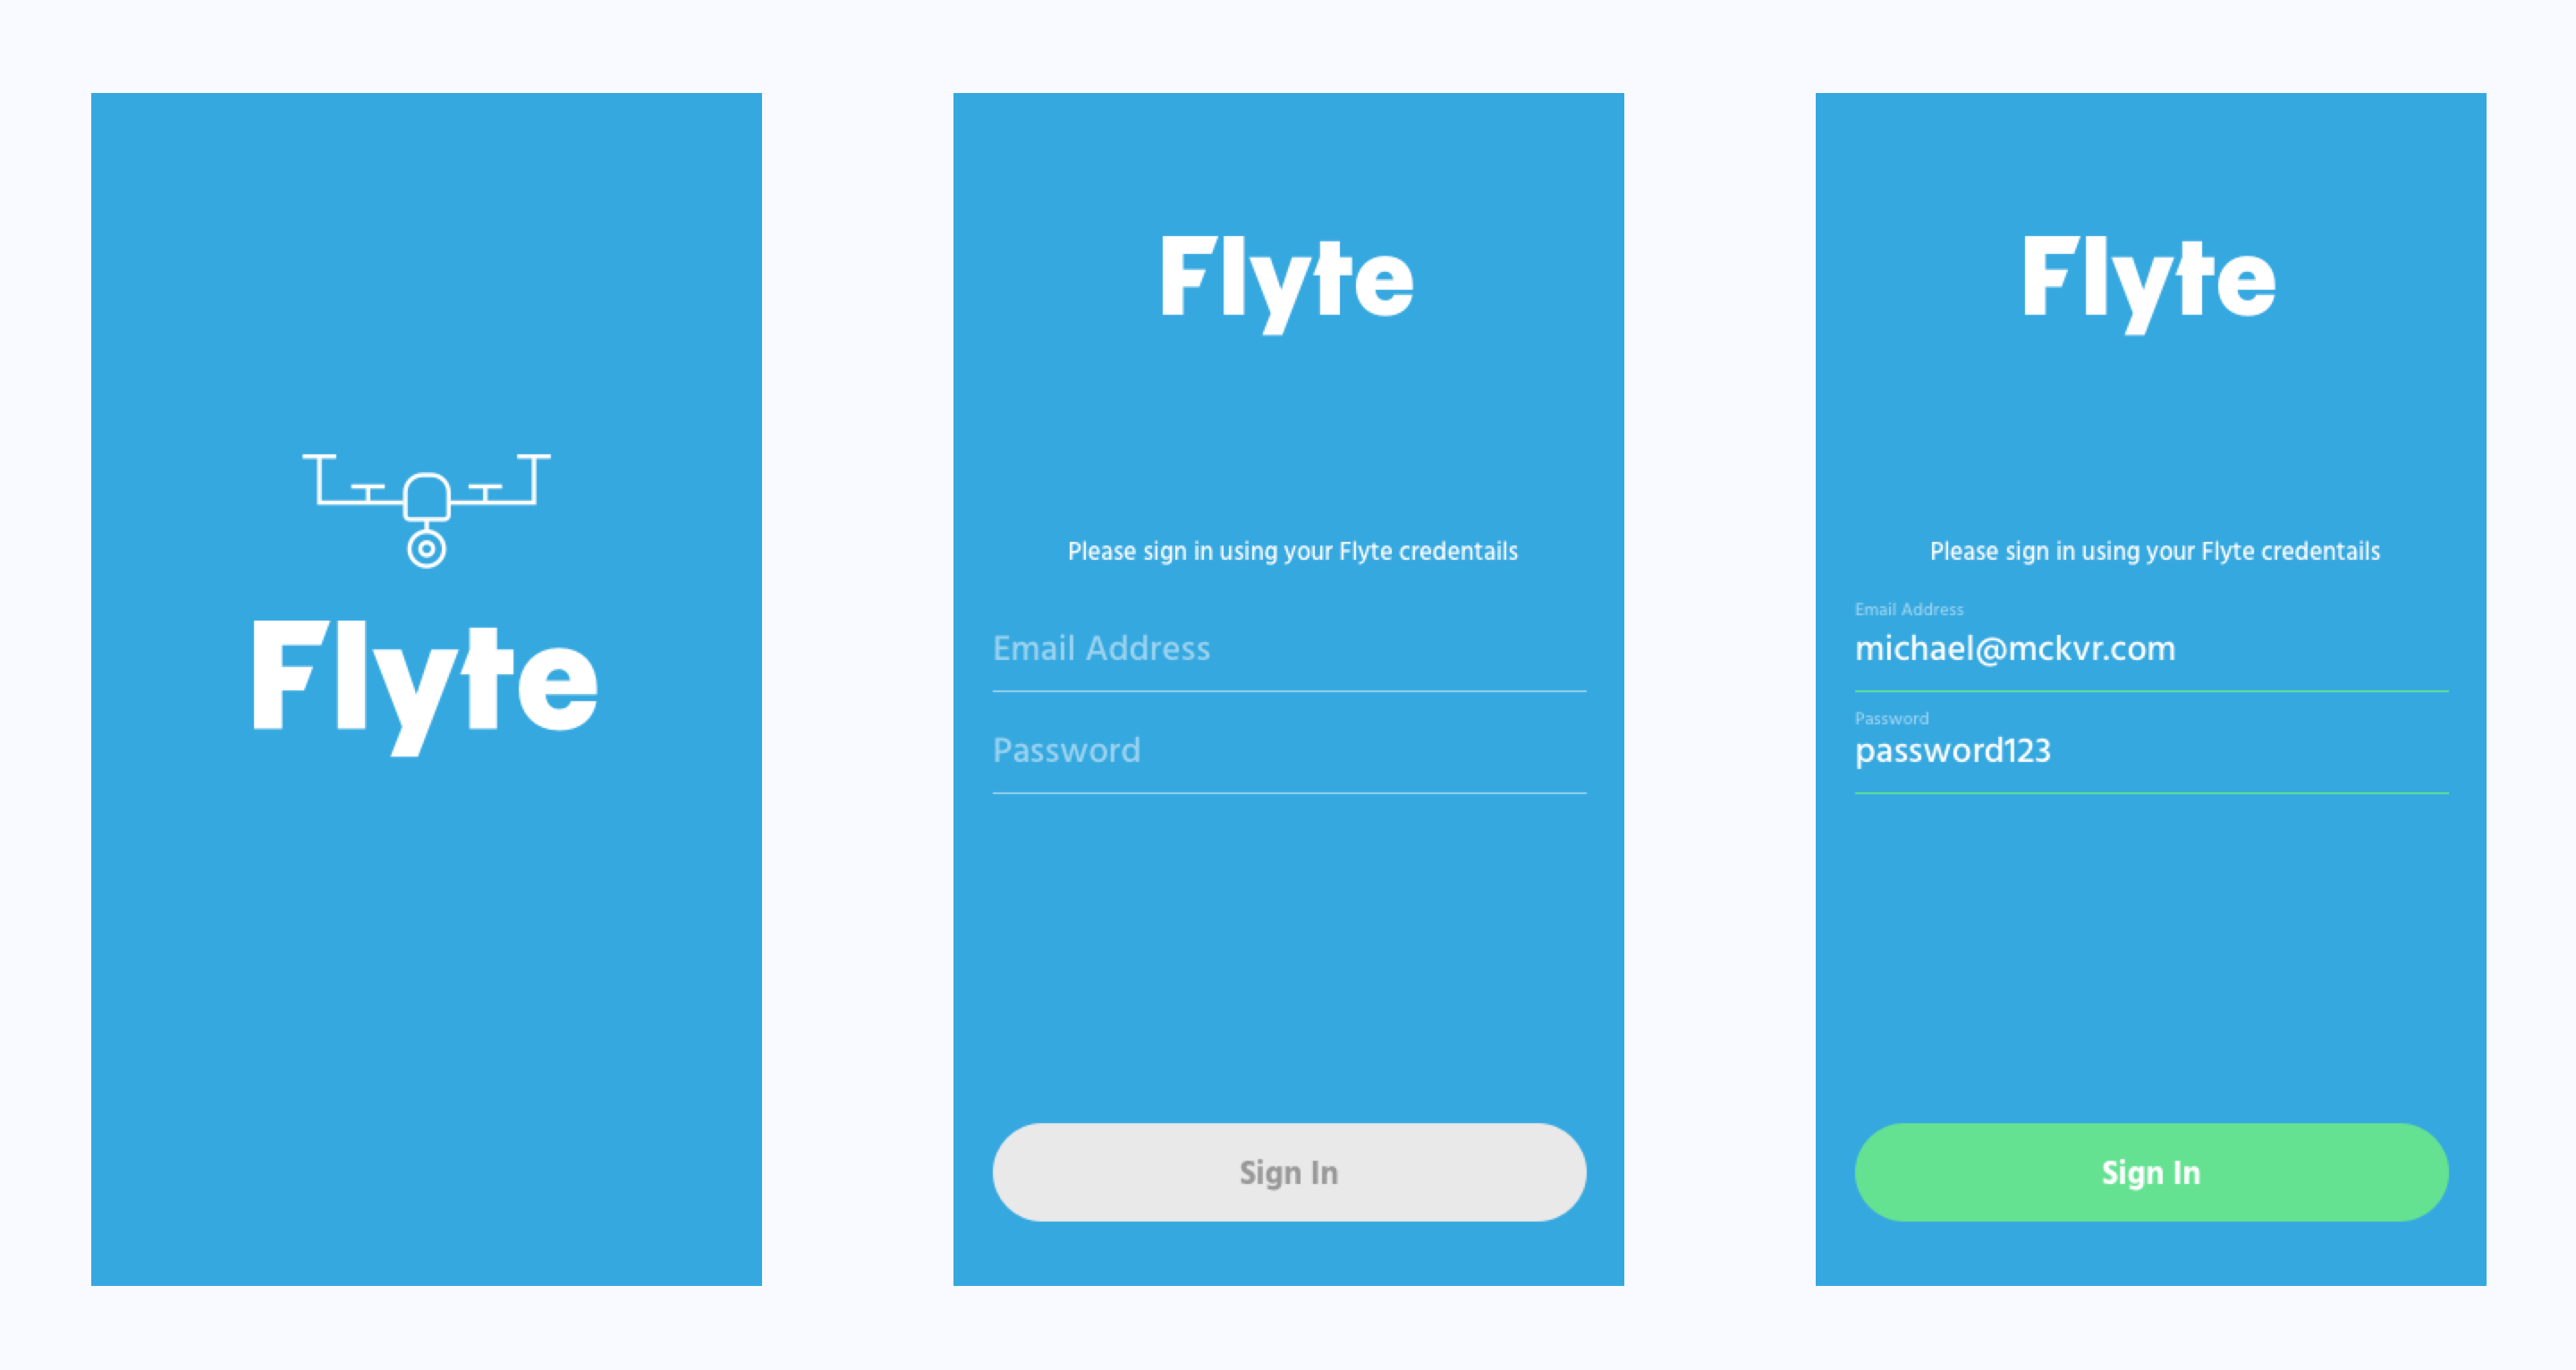 Flyte
Flyte
Please sign in using your Flyte credentails
Email Address
Password
Sign In
Flyte
Please sign in using your Flyte credentails
Email Address
michael@mckvr.com
Password
password123
Sign In